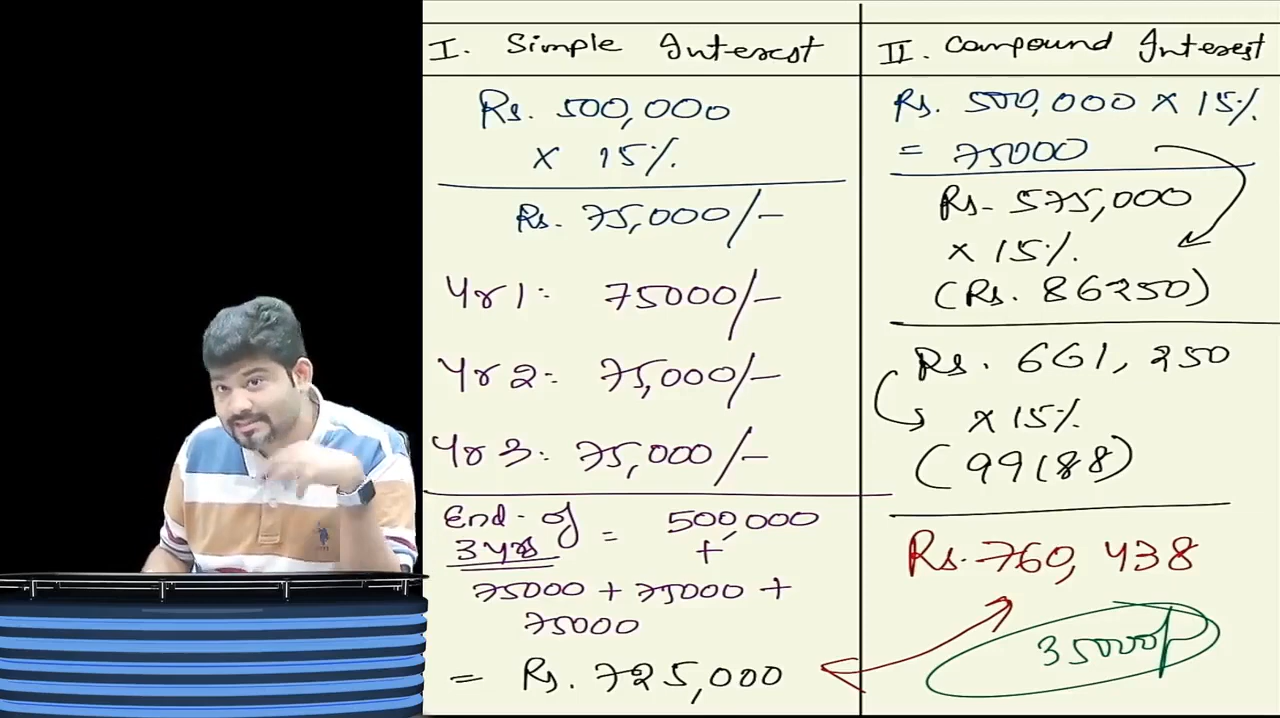 I. Simple Interest
Rs. 500,000
x 15%
Rs. 75,000/-
Yr 1: 75000/-
Yr 2: 75,000/-
Yr 3: 75,000/-
End of 3 yrs = 500,000
+
75000 + 75000 +
75000
= Rs. 725,000
II. Compound Interest
Rs. 500,000 x 15%
= 75000
Rs. 575,000
x 15%
(Rs. 86250)
Rs. 661,250
x 15%
(99188)
Rs. 760,438
35000